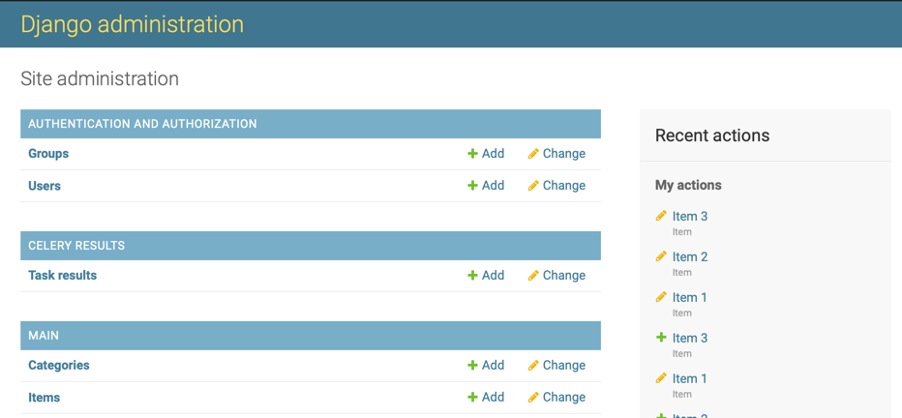 Django administration
Site administration
AUTHENTICATION AND AUTHORIZATION
Groups Add Change
Users Add Change
CELERY RESULTS
Task results Add Change
MAIN
Categories Add Change
Items Add Change
Recent actions
My actions
Item 3
Item
Item 2
Item
Item 1
Item
Item 3
Item
Item 1
Item